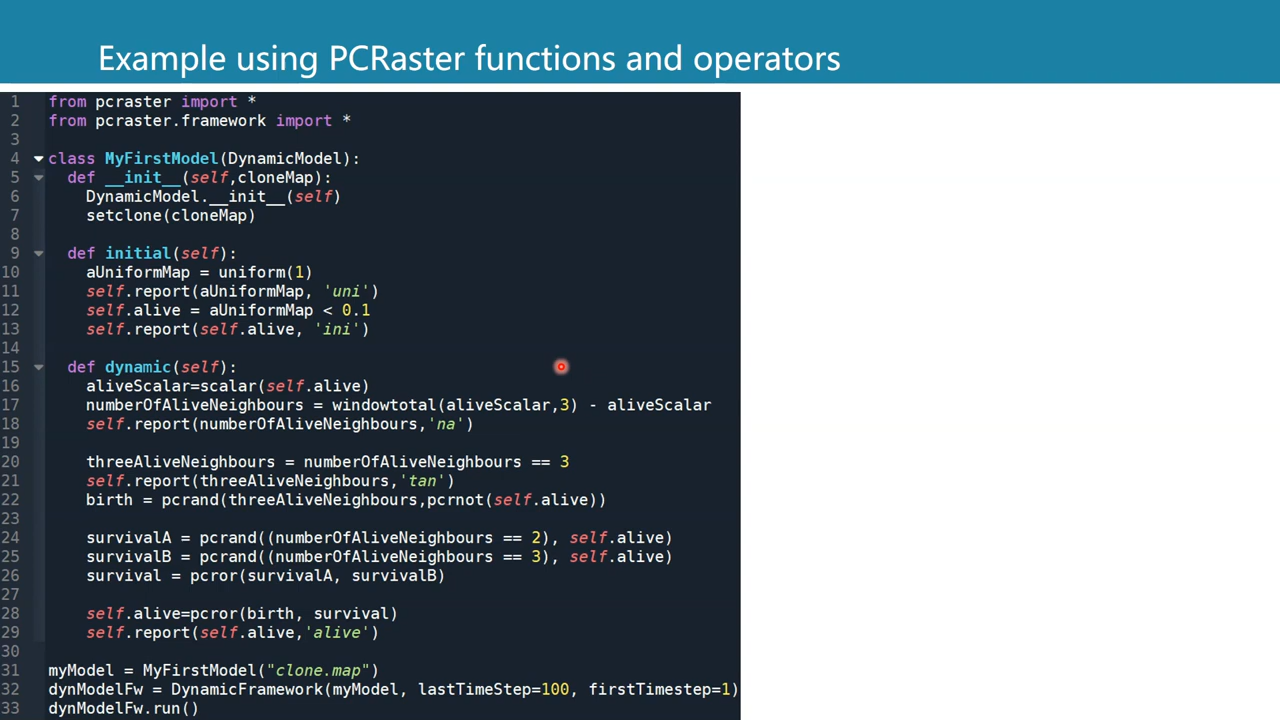 Example using PCRaster functions and operators
1 from pcraster import *
2 from pcraster.framework import *
3
4 class MyFirstModel(DynamicModel):
5 def __init__(self,cloneMap):
6 DynamicModel.__init__(self)
7 setclone(cloneMap)
8
9 def initial(self):
10 aUniformMap = uniform(1)
11 self.report(aUniformMap, 'uni')
12 self.alive = aUniformMap < 0.1
13 self.report(self.alive, 'ini')
14
15 def dynamic(self):
16 aliveScalar=scalar(self.alive)
17 numberOfAliveNeighbours = windowtotal(aliveScalar,3) - aliveScalar
18 self.report(numberOfAliveNeighbours,'na')
19
20 threeAliveNeighbours = numberOfAliveNeighbours == 3
21 self.report(threeAliveNeighbours,'tan')
22 birth = pcrand(threeAliveNeighbours,pcrnot(self.alive))
23
24 survivalA = pcrand((numberOfAliveNeighbours == 2), self.alive)
25 survivalB = pcrand((numberOfAliveNeighbours == 3), self.alive)
26 survival = pcror(survivalA, survivalB)
27
28 self.alive=pcror(birth, survival)
29 self.report(self.alive,'alive')
30
31 myModel = MyFirstModel("clone.map")
32 dynModelFw = DynamicFramework(myModel, lastTimeStep=100, firstTimestep=1)
33 dynModelFw.run()